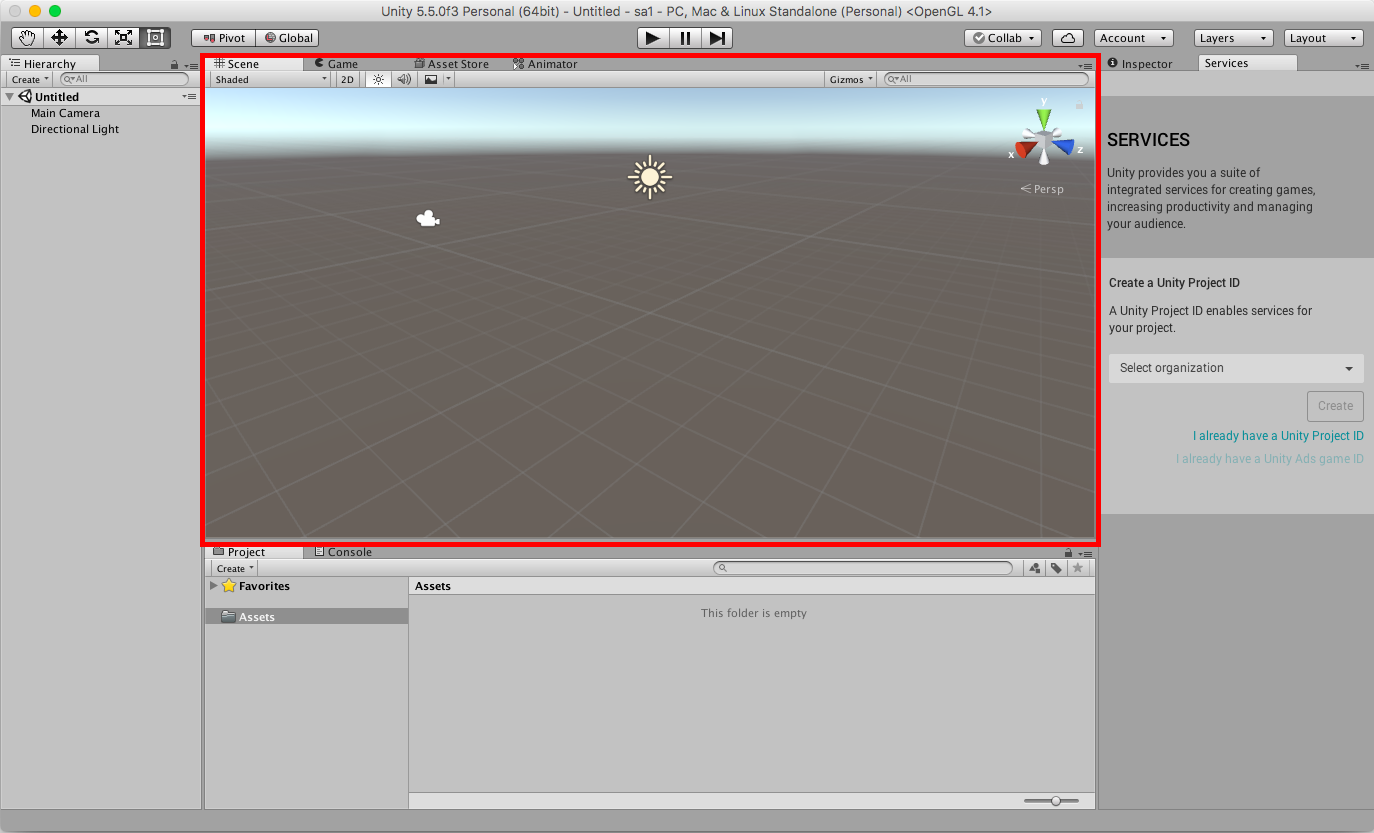 Unity 5.5.0f3 Personal (64bit) - Untitled - sa1 - PC, Mac & Linux Standalone (Personal) <OpenGL 4.1>
Pivot Global Collab Account Layers Layout
Hierarchy
Create All
Untitled
Main Camera
Directional Light
Scene Game Asset Store Animator
Shaded 2D Gizmos All
y
x z
Persp
Inspector Services
SERVICES
Unity provides you a suite of
integrated services for creating games,
increasing productivity and managing
your audience.
Create a Unity Project ID
A Unity Project ID enables services for
your project.
Select organization
Create
I already have a Unity Project ID
I already have a Unity Ads game ID
Project Console
Create
Favorites
Assets
Assets
This folder is empty